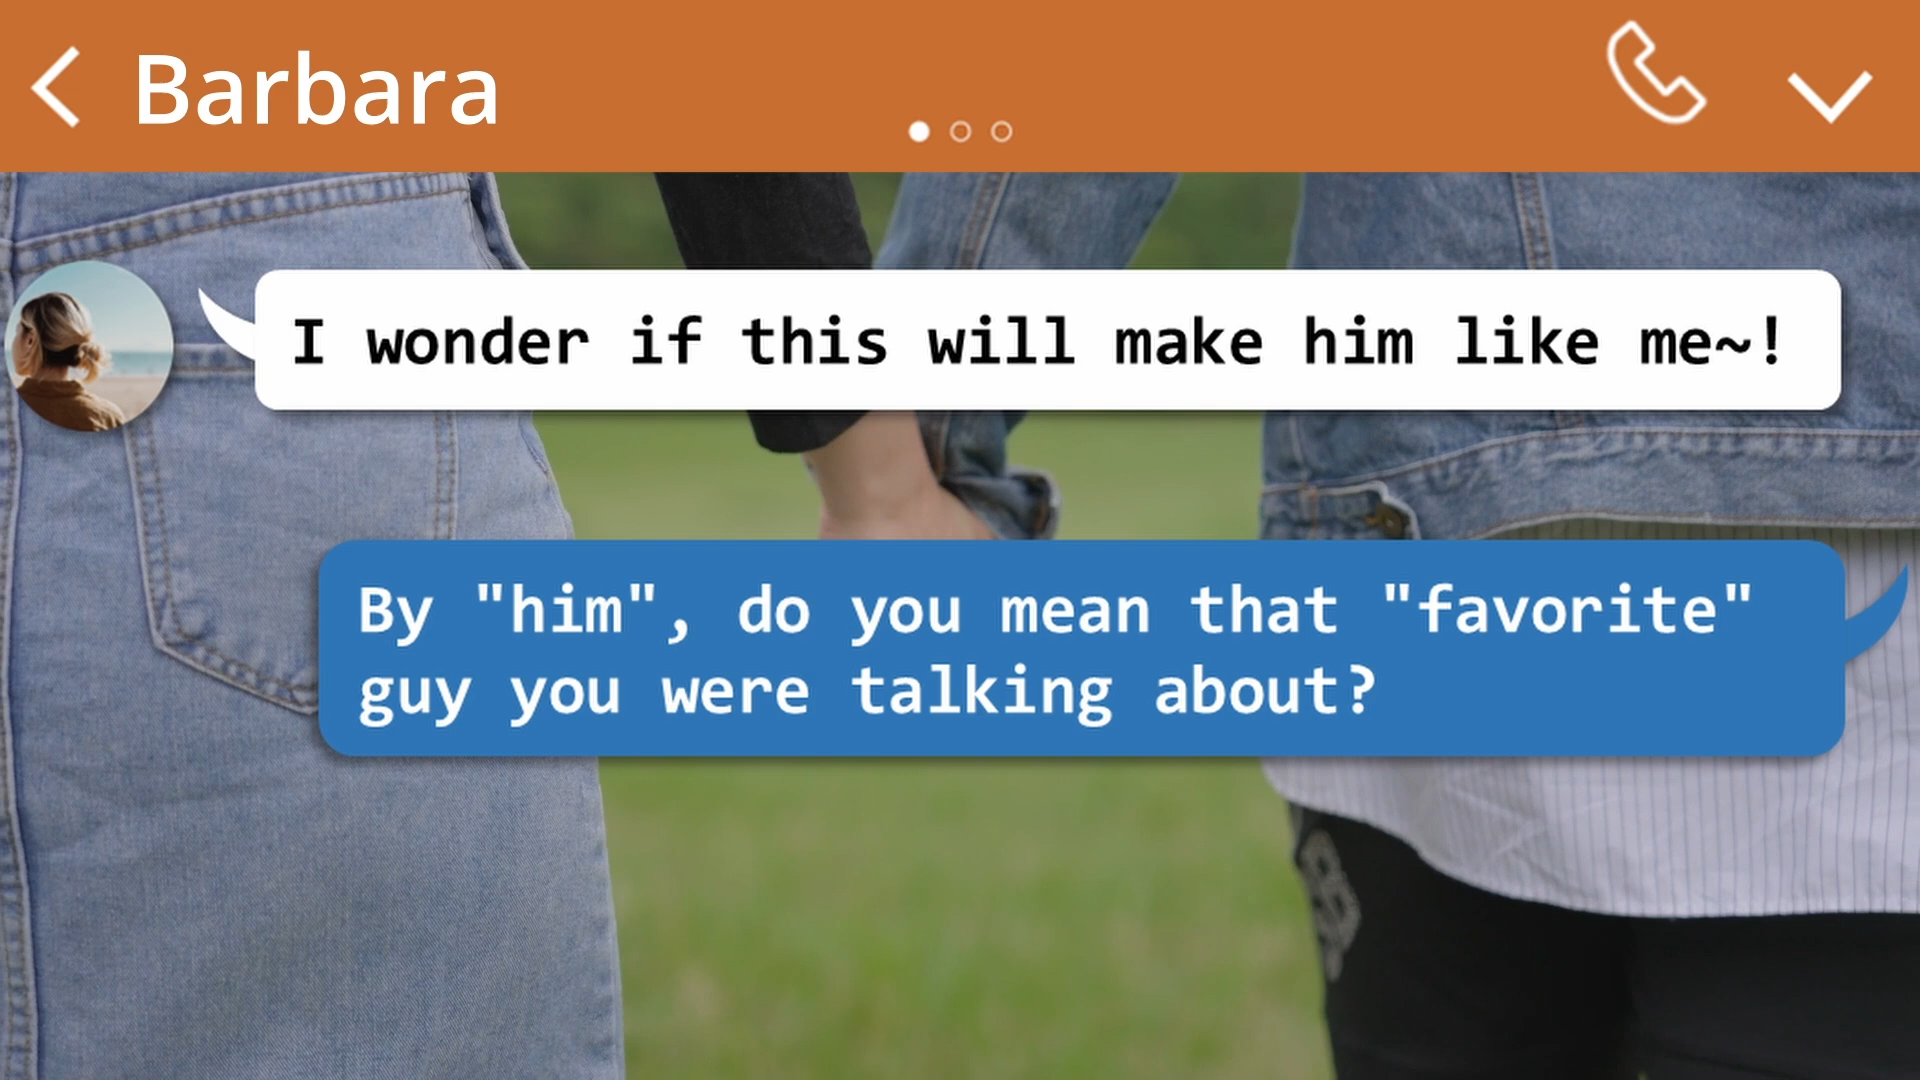 Barbara
I wonder if this will make him like me~!
By "him", do you mean that "favorite"
guy you were talking about?